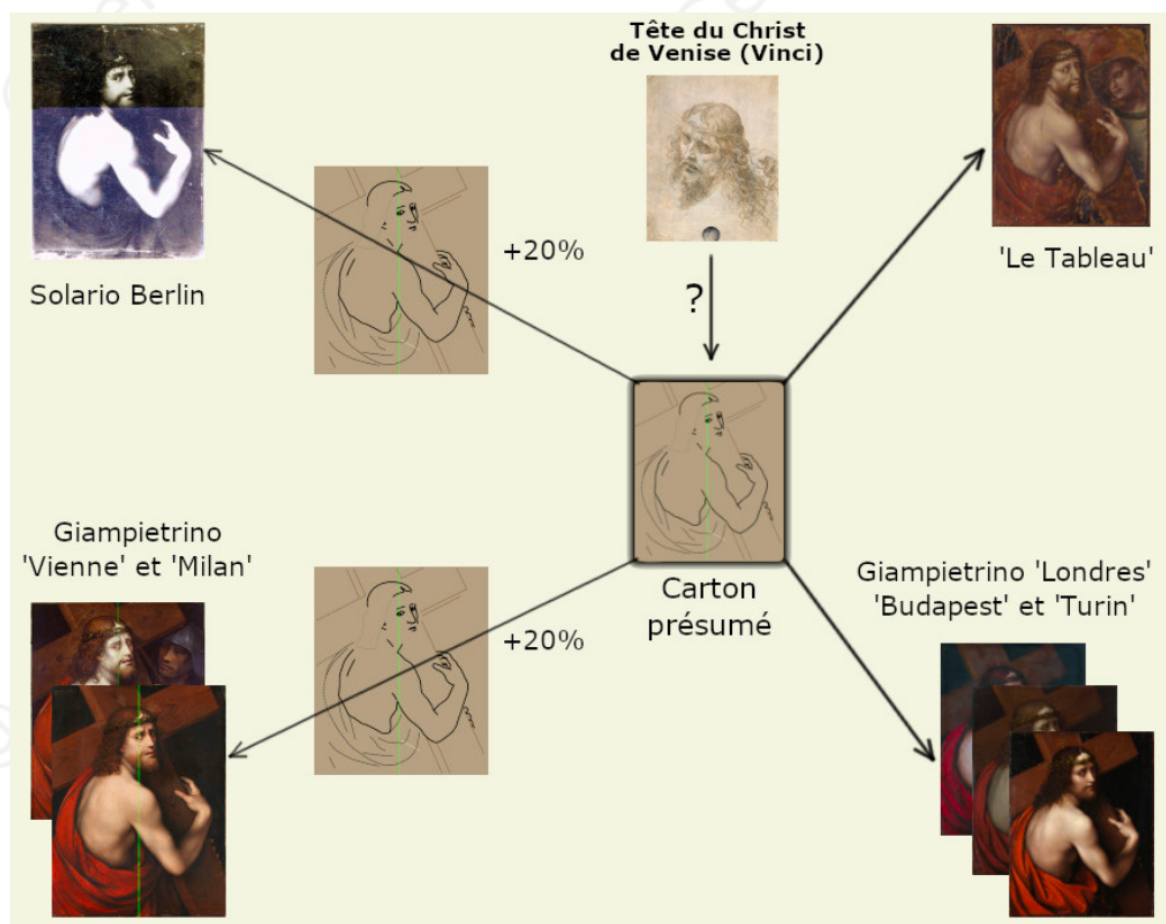 Tête du Christ
de Venise (Vinci)
+20%
'Le Tableau'
Solario Berlin
?
Giampietrino
'Vienne' et 'Milan'
Carton
présumé
Giampietrino 'Londres'
'Budapest' et 'Turin'
+20%